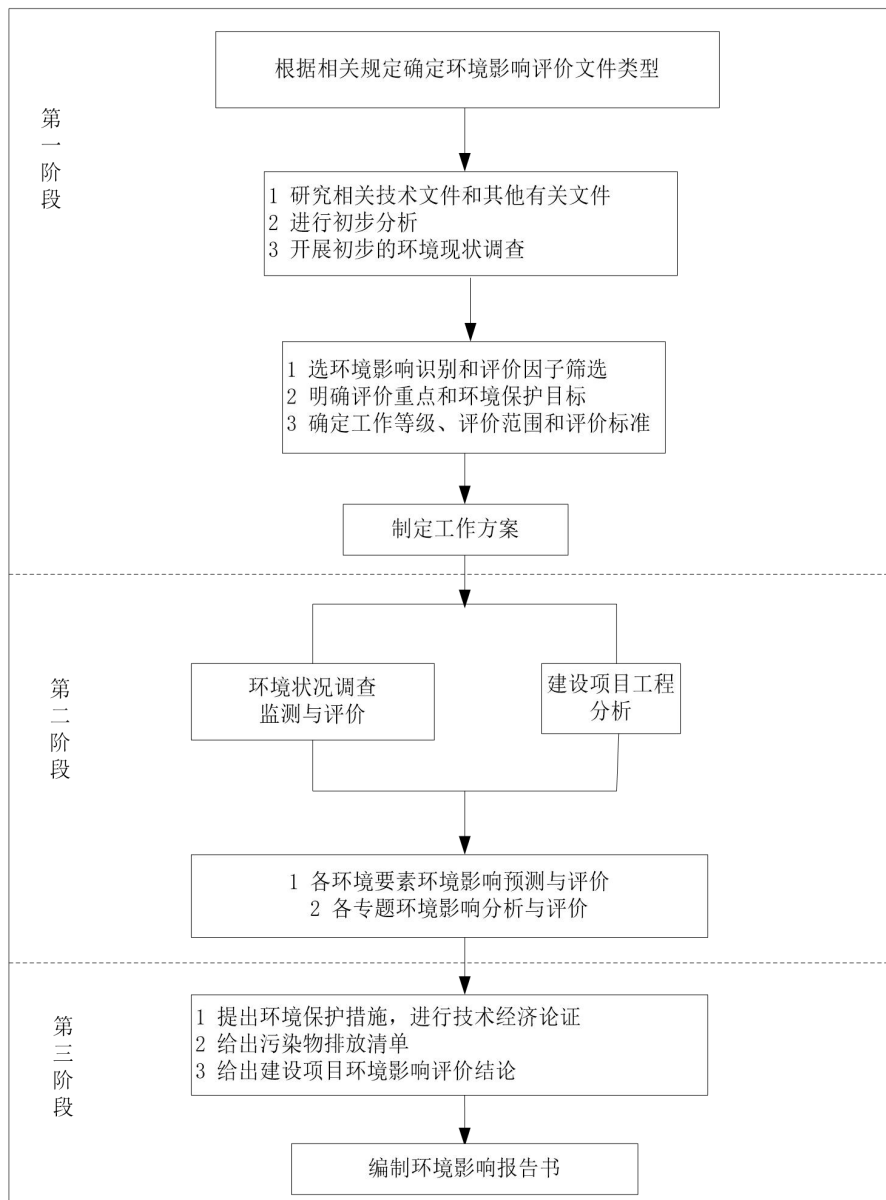 根据相关规定确定环境影响评价文件类型
第一阶段
1 研究相关技术文件和其他有关文件
2 进行初步分析
3 开展初步的环境现状调查
1 选环境影响识别和评价因子筛选
2 明确评价重点和环境保护目标
3 确定工作等级、评价范围和评价标准
制定工作方案
第二阶段
环境状况调查
监测与评价
建设项目工程
分析
1 各环境要素环境影响预测与评价
2 各专题环境影响分析与评价
第三阶段
1 提出环境保护措施，进行技术经济论证
2 给出污染物排放清单
3 给出建设项目环境影响评价结论
编制环境影响报告书